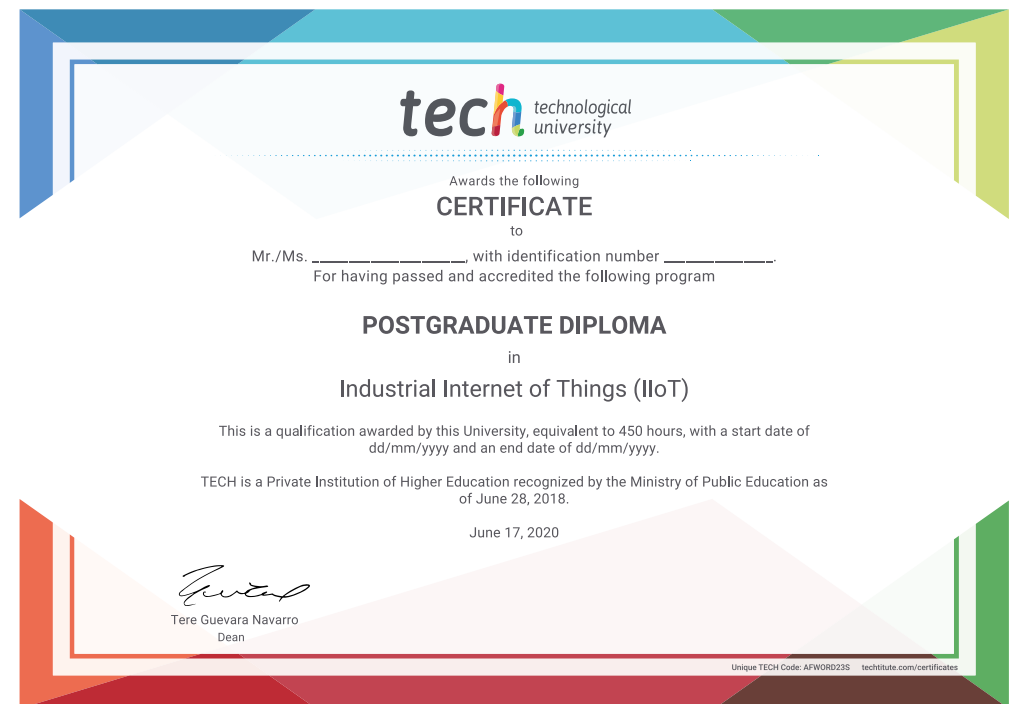 tech technological
university
Awards the following
CERTIFICATE
to
Mr./Ms. ____________________, with identification number ______________.
For having passed and accredited the following program
POSTGRADUATE DIPLOMA
in
Industrial Internet of Things (IIoT)
This is a qualification awarded by this University, equivalent to 450 hours, with a start date of
dd/mm/yyyy and an end date of dd/mm/yyyy.
TECH is a Private Institution of Higher Education recognized by the Ministry of Public Education as
of June 28, 2018.
June 17, 2020
Tere Guevara Navarro
Dean
Unique TECH Code: AFWORD23S techtitute.com/certificates